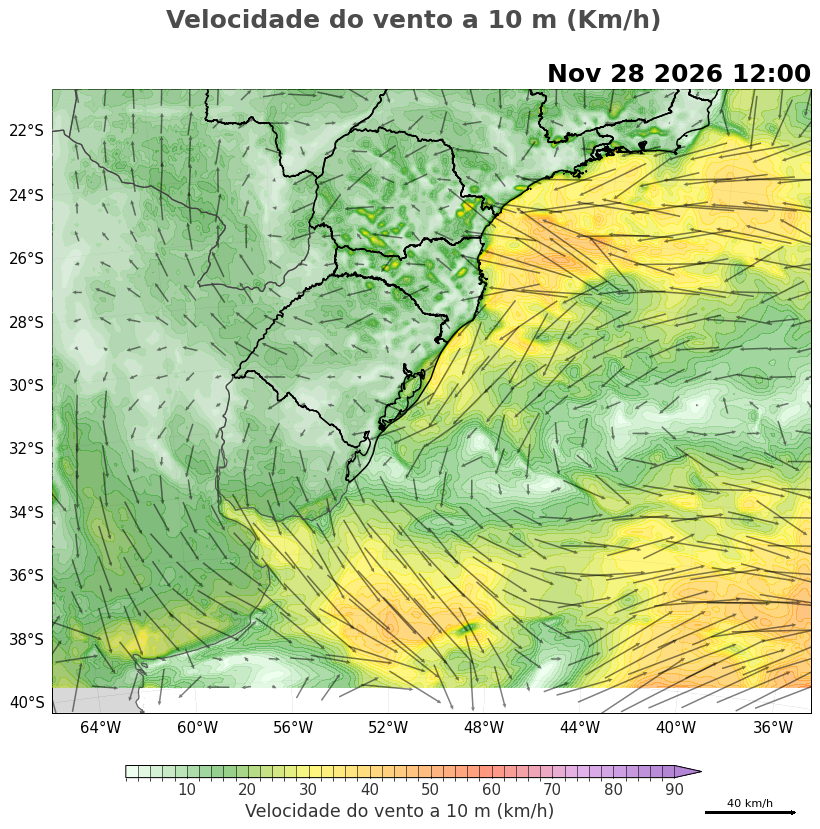 Velocidade do vento a 10 m (Km/h)
Nov 28 2026 12:00
22°S
24°S
26°S
28°S
30°S
32°S
34°S
36°S
38°S
40°S
64°W 60°W 56°W 52°W 48°W 44°W 40°W 36°W
10 20 30 40 50 60 70 80 90
Velocidade do vento a 10 m (km/h)
40 km/h